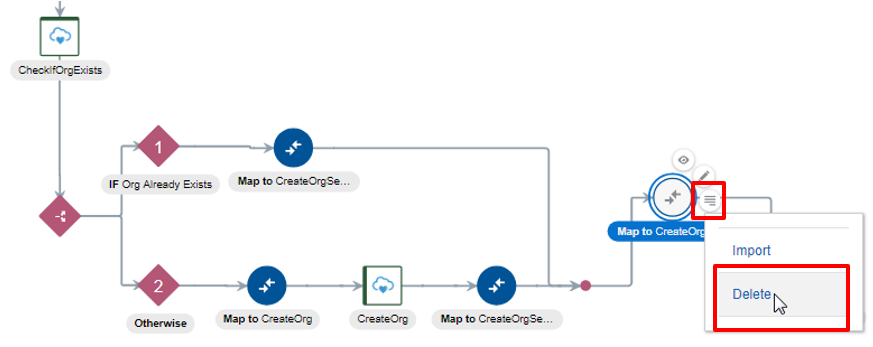 CheckIfOrgExists
1
IF Org Already Exists
Map to CreateOrgSe...
Map to CreateOrg
Import
Delete
2
Otherwise
Map to CreateOrg
CreateOrg
Map to CreateOrgSe...